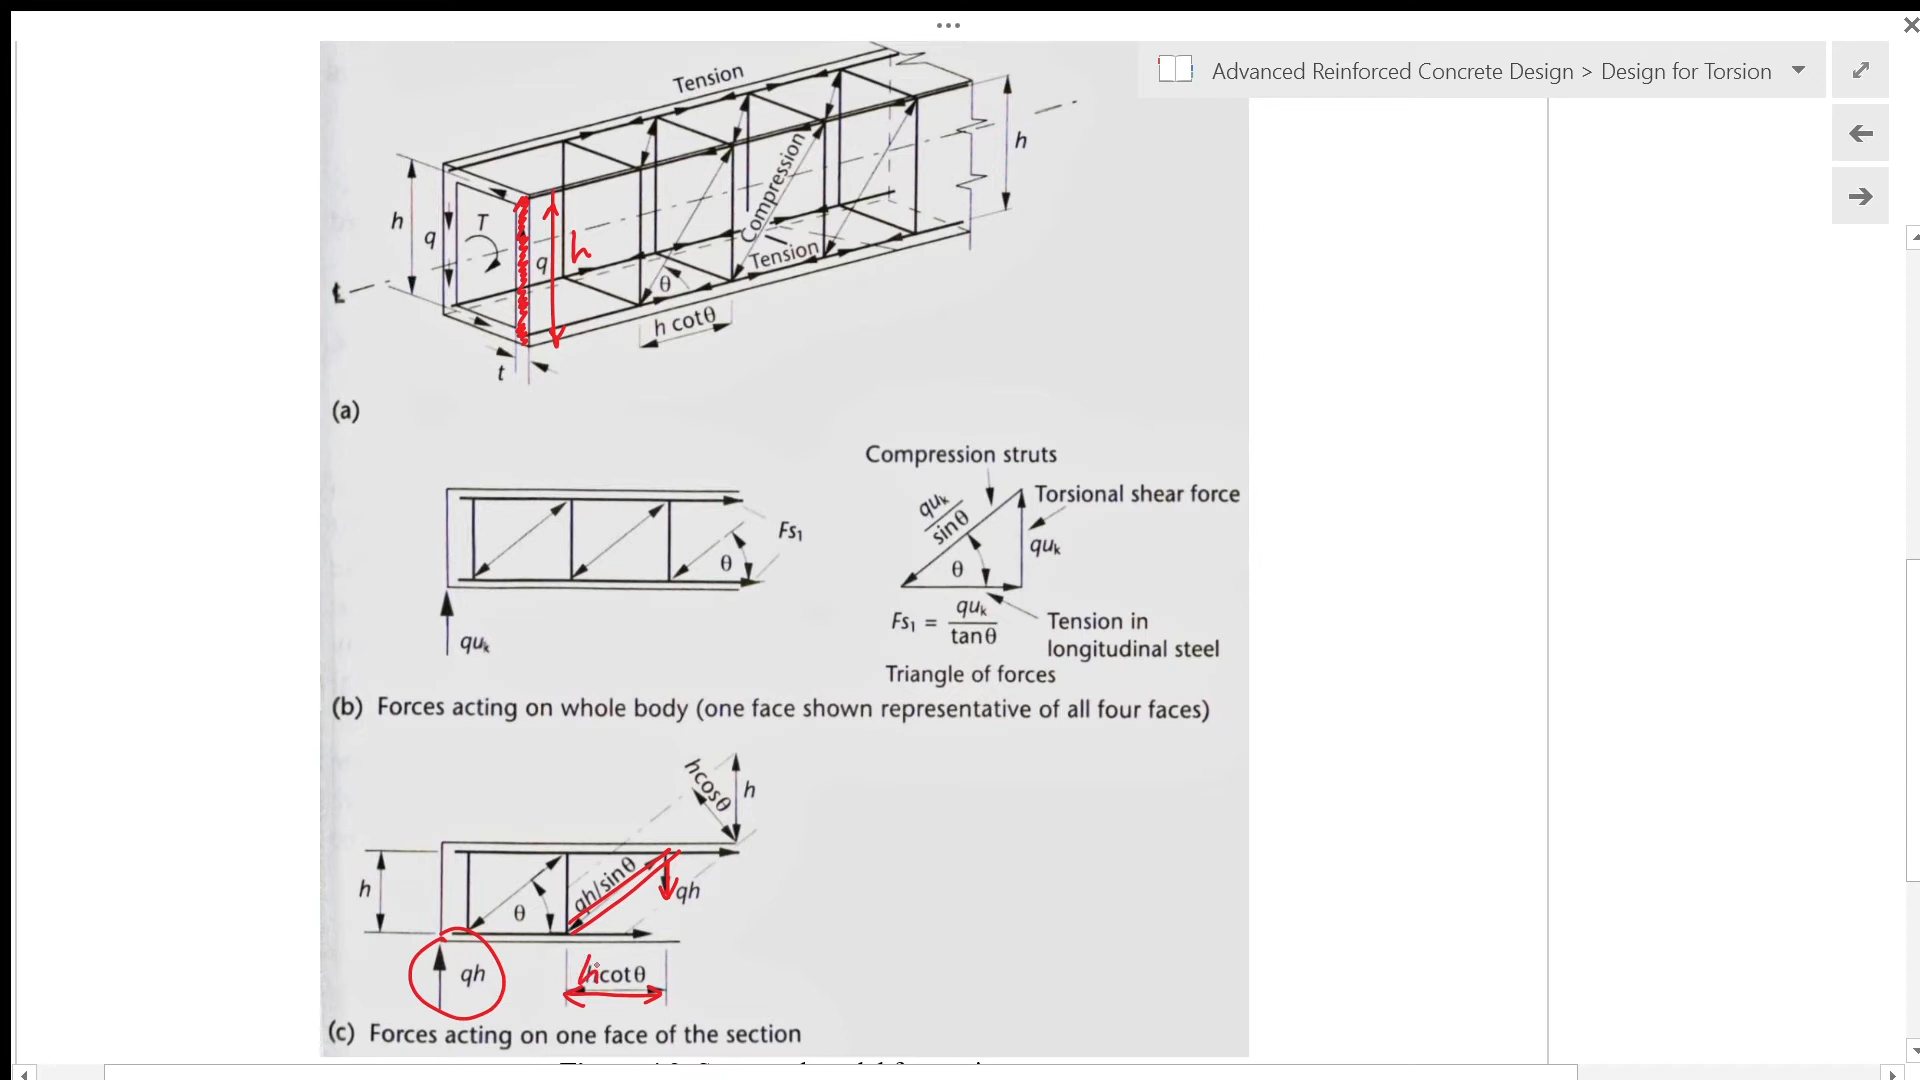 Advanced Reinforced Concrete Design > Design for Torsion
Tension
h
h
q
T
q
h
Compression
Tension
θ
h cotθ
t
(a)
Compression struts
quk
sinθ
Torsional shear force
quk
θ
Fs1
θ
quk
Fs1 = quk
tanθ
Tension in
longitudinal steel
Triangle of forces
(b) Forces acting on whole body (one face shown representative of all four faces)
hcosθ
h
h
θ
qh/sinθ
qh
qh
hcotθ
(c) Forces acting on one face of the section